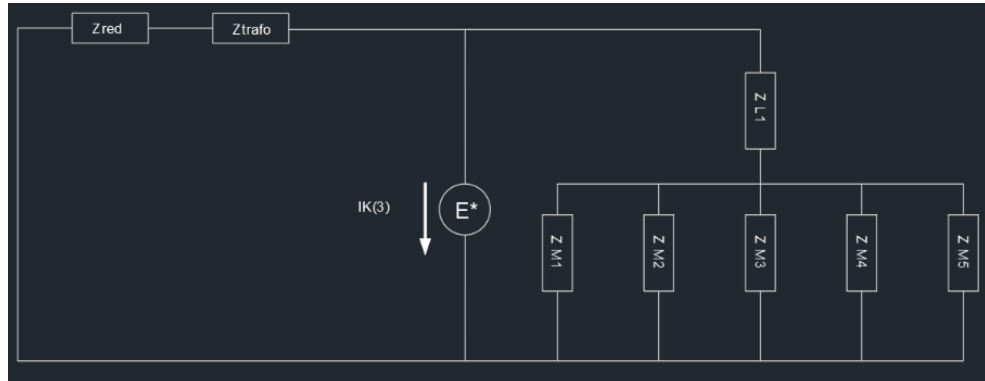 Zred
Ztrafo
Z L1
IK(3)
E*
Z M1
Z M2
Z M3
Z M4
Z M5